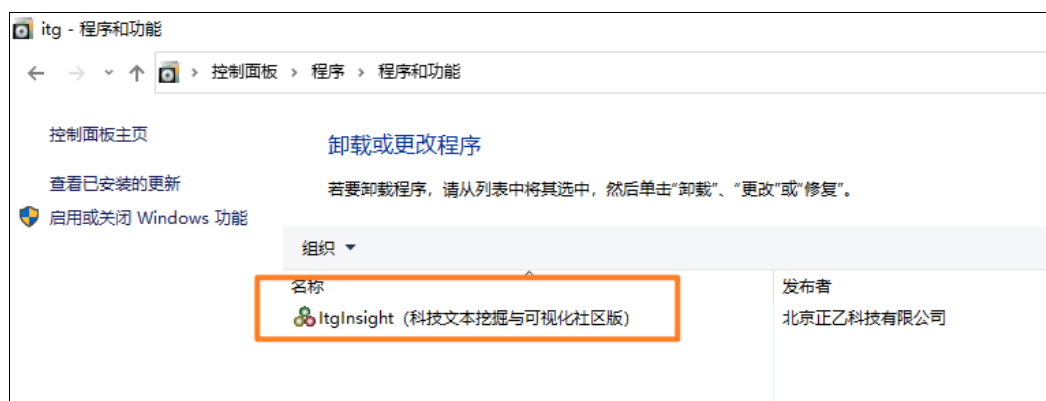 itg - 程序和功能
控制面板 › 程序 › 程序和功能
控制面板主页
卸载或更改程序
查看已安装的更新
若要卸载程序，请从列表中将其选中，然后单击“卸载”、“更改”或“修复”。
启用或关闭 Windows 功能
组织
名称 发布者
ItgInsight（科技文本挖掘与可视化社区版） 北京正乙科技有限公司